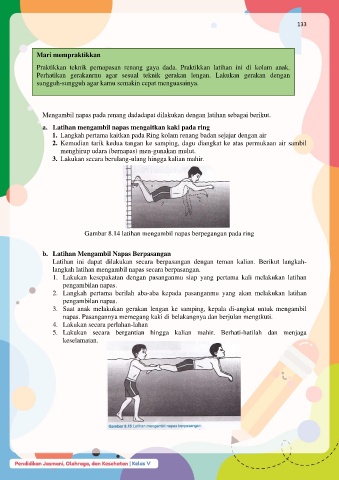 133
Mari mempraktikkan
Praktikkan teknik pernapasan renang gaya dada. Praktikkan latihan ini di kolam anak.
Perhatikan gerakanmu agar sesuai teknik gerakan lengan. Lakukan gerakan dengan
sungguh-sungguh agar kamu semakin cepat menguasainya.
Mengambil napas pada renang dadadapat dilakukan dengan latihan sebagai berikut.
a. Latihan mengambil napas mengaitkan kaki pada ring
1. Langkah pertama kaitkan pada Ring kolam renang badan sejajar dengan air
2. Kemudian tarik kedua tangan ke samping, dagu diangkat ke atas permukaan air sambil
menghirup udara (bernapas) men-gunakan mulut.
3. Lakukan secara berulang-ulang hingga kalian mahir.
Gambar 8.14 latihan mengambil napas berpegangan pada ring
b. Latihan Mengambil Napas Berpasangan
Latihan ini dapat dilakukan secara berpasangan dengan teman kalian. Berikut langkah-
langkah latihan mengambil napas secara berpasangan.
1. Lakukan kesepakatan dengan pasanganmu siap yang pertama kali melakukan latihan
pengambilan napas.
2. Langkah pertama berilah aba-aba kepada pasanganmu yang akan melakukan latihan
pengambilan napas.
3. Saat anak melakukan gerakan lengan ke samping, kepala di-angkat untuk mengambil
napas. Pasangannya memegang kaki di belakangnya dan berjalan mengikuti.
4. Lakukan secara perlahan-lahan
5. Lakukan secara bergantian hingga kalian mahir. Berhati-hatilah dan menjaga
keselamatan.
Gambar 8.15 Latihan mengambil napas berpasangan.
Pendidikan Jasmani, Olahraga, dan Kesehatan | Kelas V